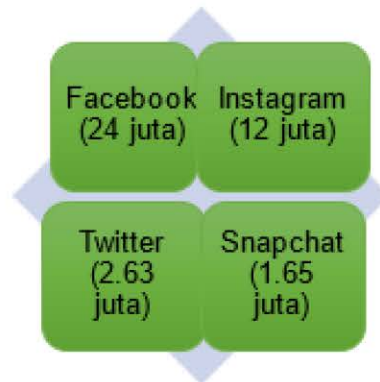 Facebook
(24 juta)
Instagram
(12 juta)
Twitter
(2.63
juta)
Snapchat
(1.65
juta)